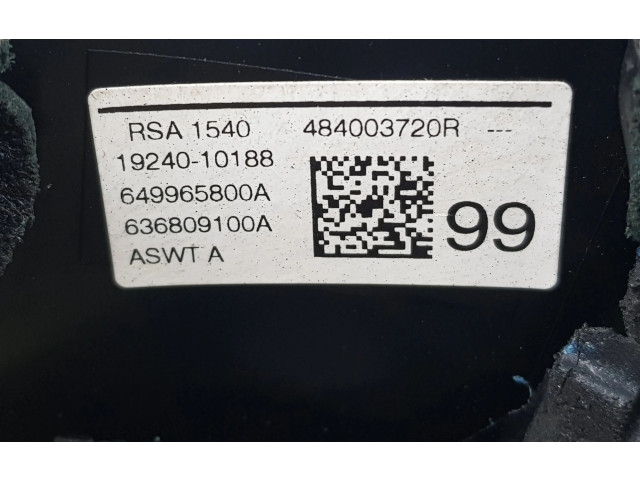 RSA 1540 484003720R ---
19240-10188
649965800A
636809100A
ASWT A
99